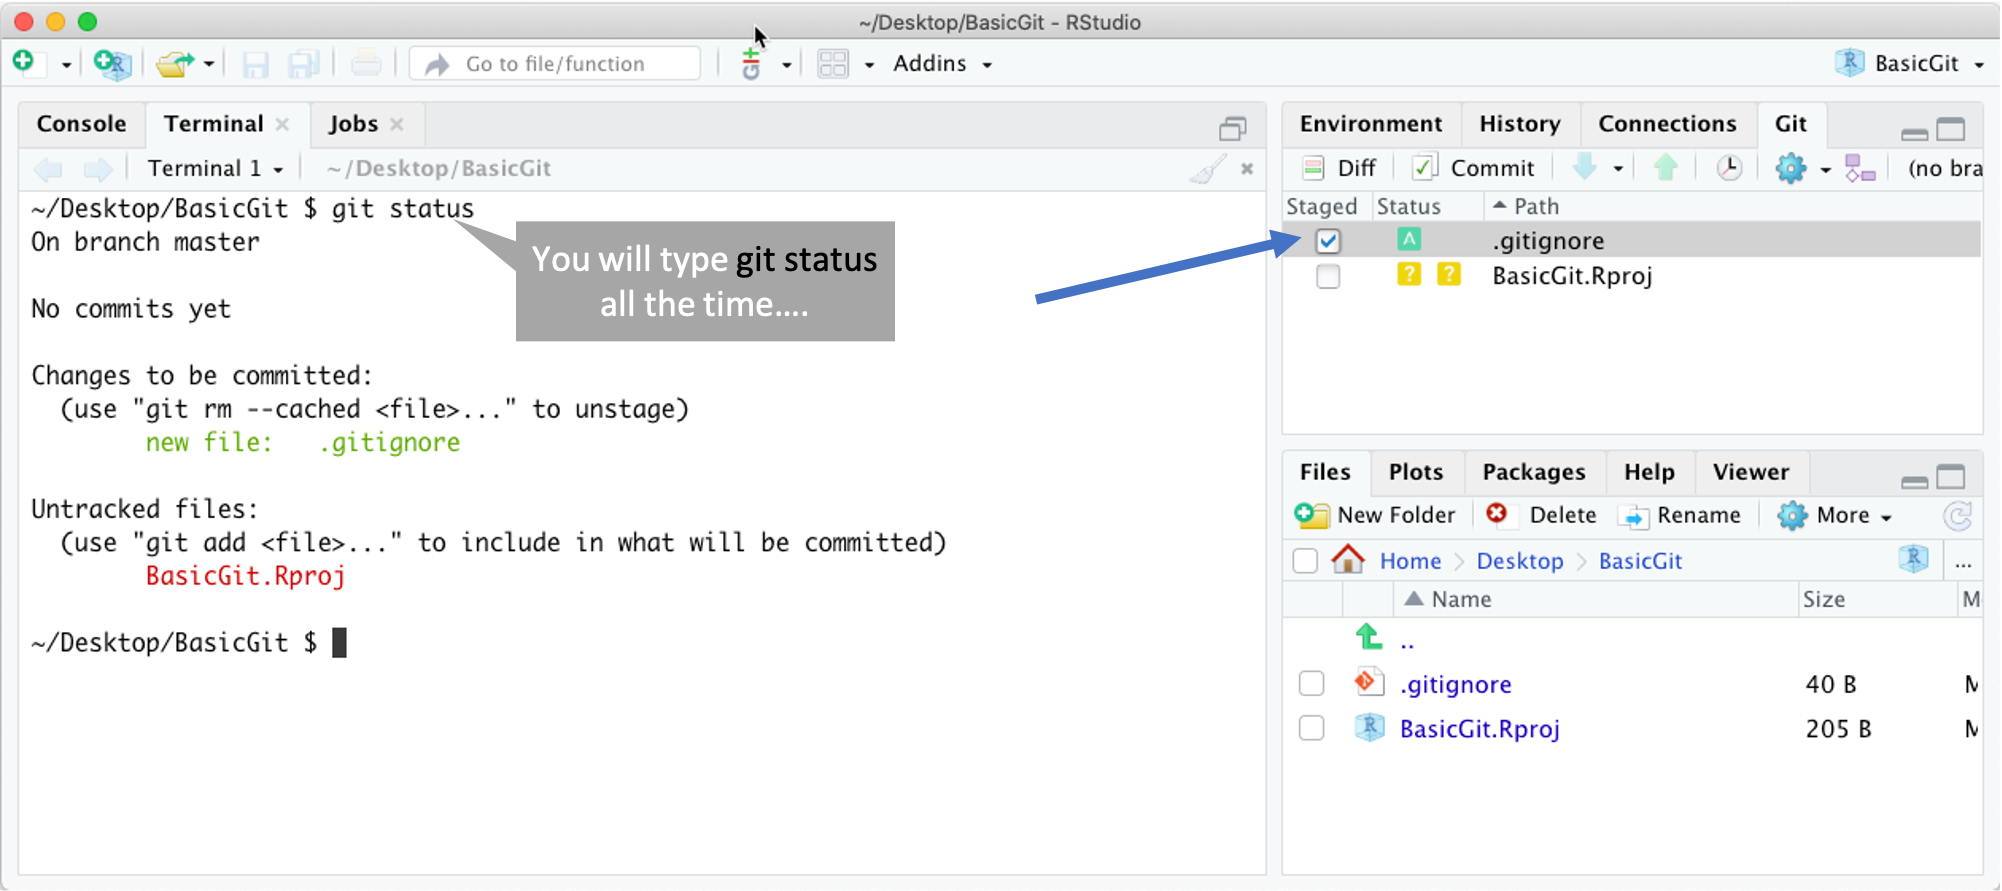 ~/Desktop/BasicGit - RStudio
Go to file/function
Addins
BasicGit
Console
Terminal
Jobs
Terminal 1
~/Desktop/BasicGit
~/Desktop/BasicGit $ git status
On branch master
No commits yet
Changes to be committed:
(use "git rm --cached <file>..." to unstage)
new file:   .gitignore
Untracked files:
(use "git add <file>..." to include in what will be committed)
BasicGit.Rproj
~/Desktop/BasicGit $
You will type git status
all the time....
Environment
History
Connections
Git
Diff
Commit
(no bra
Staged
Status
Path
A
.gitignore
? ?
BasicGit.Rproj
Files
Plots
Packages
Help
Viewer
New Folder
Delete
Rename
More
Home
Desktop
BasicGit
...
Name
Size
M
..
.gitignore
40 B
M
BasicGit.Rproj
205 B
M